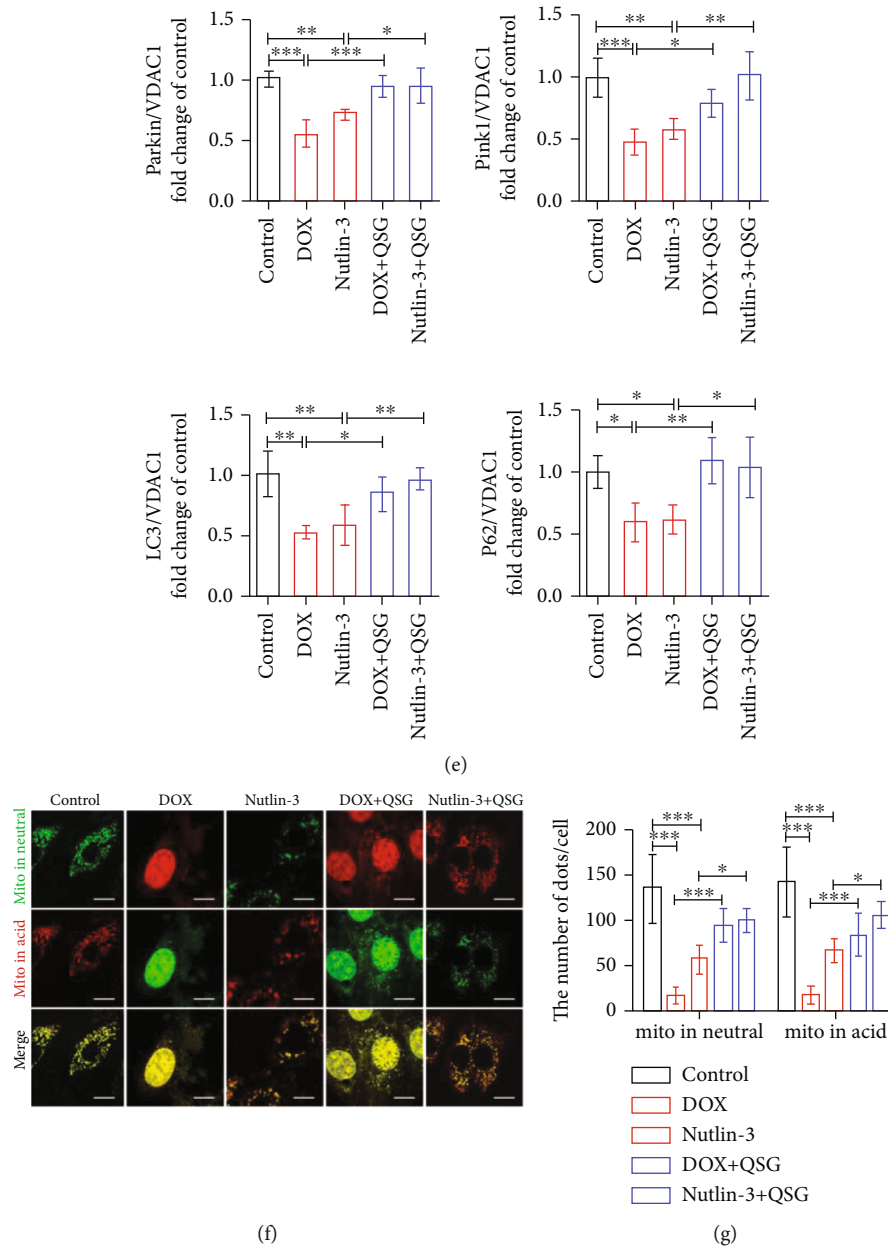 ** *
*** ***
1.5
1.0
0.5
0.0
Parkin/VDAC1
fold change of control
Control
DOX
Nutlin-3
DOX+QSG
Nutlin-3+QSG
** **
*** *
1.5
1.0
0.5
0.0
Pink1/VDAC1
fold change of control
Control
DOX
Nutlin-3
DOX+QSG
Nutlin-3+QSG
** **
** *
1.5
1.0
0.5
0.0
LC3/VDAC1
fold change of control
Control
DOX
Nutlin-3
DOX+QSG
Nutlin-3+QSG
* *
* **
1.5
1.0
0.5
0.0
P62/VDAC1
fold change of control
Control
DOX
Nutlin-3
DOX+QSG
Nutlin-3+QSG
(e)
Control DOX Nutlin-3 DOX+QSG Nutlin-3+QSG
Mito in neutral
Mito in acid
Merge
(f)
The number of dots/cell
200
150
100
50
0
***
***
*
***
***
***
*
***
mito in neutral mito in acid
Control
DOX
Nutlin-3
DOX+QSG
Nutlin-3+QSG
(g)